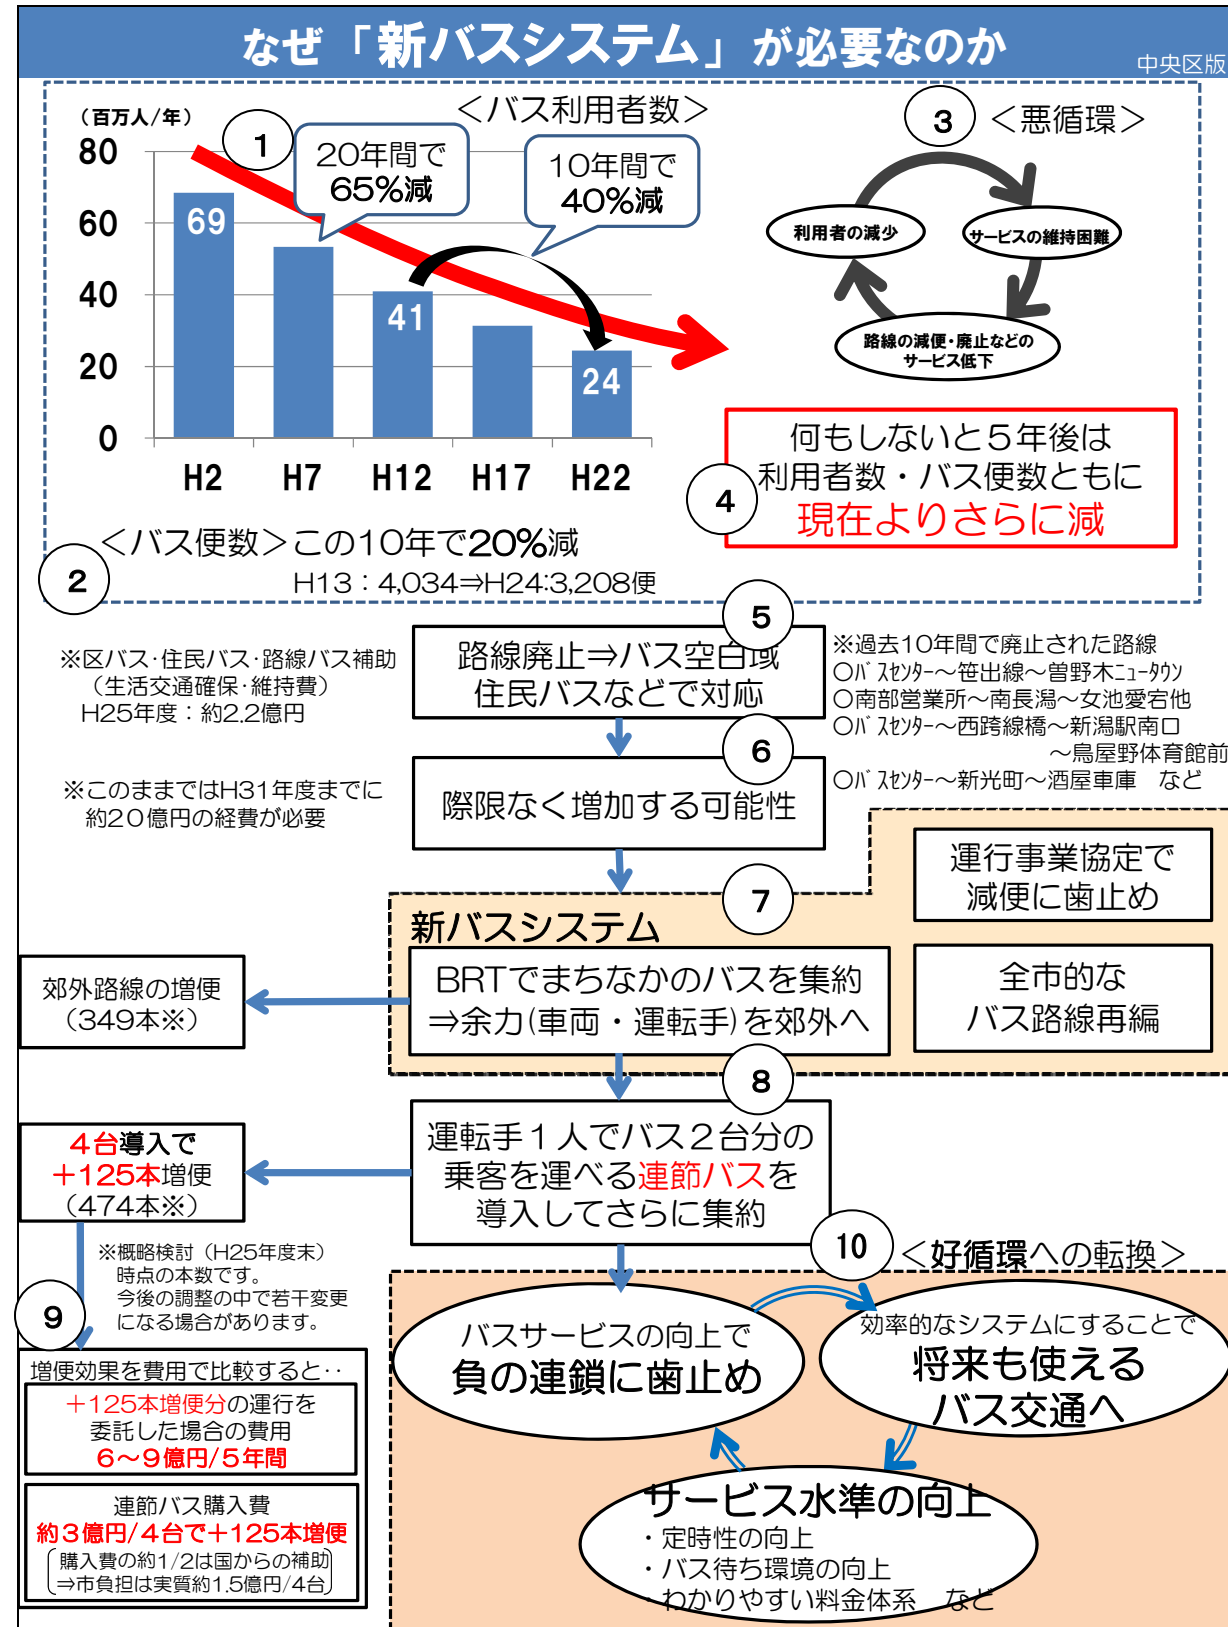 なぜ「新バスシステム」が必要なのか
中央区版
（百万人/年）
＜バス利用者数＞
80
60
40
20
0
69
41
24
H2
H7
H12
H17
H22
1
20年間で
65%減
10年間で
40%減
3
＜悪循環＞
利用者の減少
サービスの維持困難
路線の減便・廃止などの
サービス低下
4
何もしないと５年後は
利用者数・バス便数ともに
現在よりさらに減
2
＜バス便数＞この10年で20%減
H13：4,034⇒H24:3,208便
5
路線廃止⇒バス空白域
住民バスなどで対応
※区バス・住民バス・路線バス補助
（生活交通確保・維持費）
H25年度：約2.2億円
※過去10年間で廃止された路線
○ﾊﾞｽｾﾝﾀｰ～笹出線～曽野木ﾆｭｰﾀｳﾝ
○南部営業所～南長潟～女池愛宕他
○ﾊﾞｽｾﾝﾀｰ～西跨線橋～新潟駅南口
～鳥屋野体育館前
○ﾊﾞｽｾﾝﾀｰ～新光町～酒屋車庫　など
6
際限なく増加する可能性
※このままではH31年度までに
約２０億円の経費が必要
7
新バスシステム
BRTでまちなかのバスを集約
⇒余力(車両・運転手)を郊外へ
運行事業協定で
減便に歯止め
全市的な
バス路線再編
郊外路線の増便
（349本※）
8
運転手１人でバス２台分の
乗客を運べる連節バスを
導入してさらに集約
４台導入で
＋125本増便
（474本※）
※概略検討（H25年度末）
時点の本数です。
今後の調整の中で若干変更
になる場合があります。
9
増便効果を費用で比較すると‥
＋125本増便分の運行を
委託した場合の費用
６～９億円/５年間
連節バス購入費
約３億円/４台で＋125本増便
購入費の約1/2は国からの補助
⇒市負担は実質約1.5億円/4台
10
＜好循環への転換＞
バスサービスの向上で
負の連鎖に歯止め
効率的なシステムにすることで
将来も使える
バス交通へ
サービス水準の向上
・定時性の向上
・バス待ち環境の向上
・わかりやすい料金体系　など